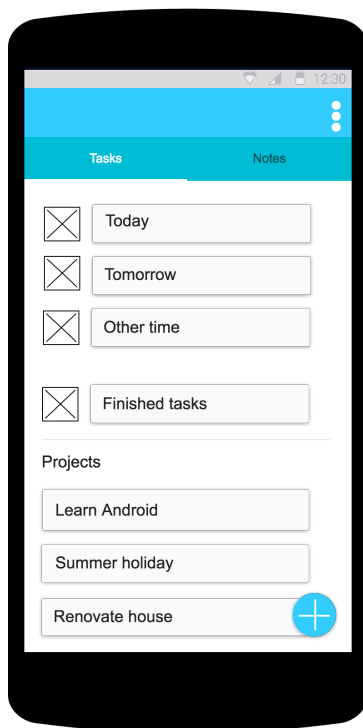 12:30
Tasks Notes
Today
Tomorrow
Other time
Finished tasks
Projects
Learn Android
Summer holiday
Renovate house